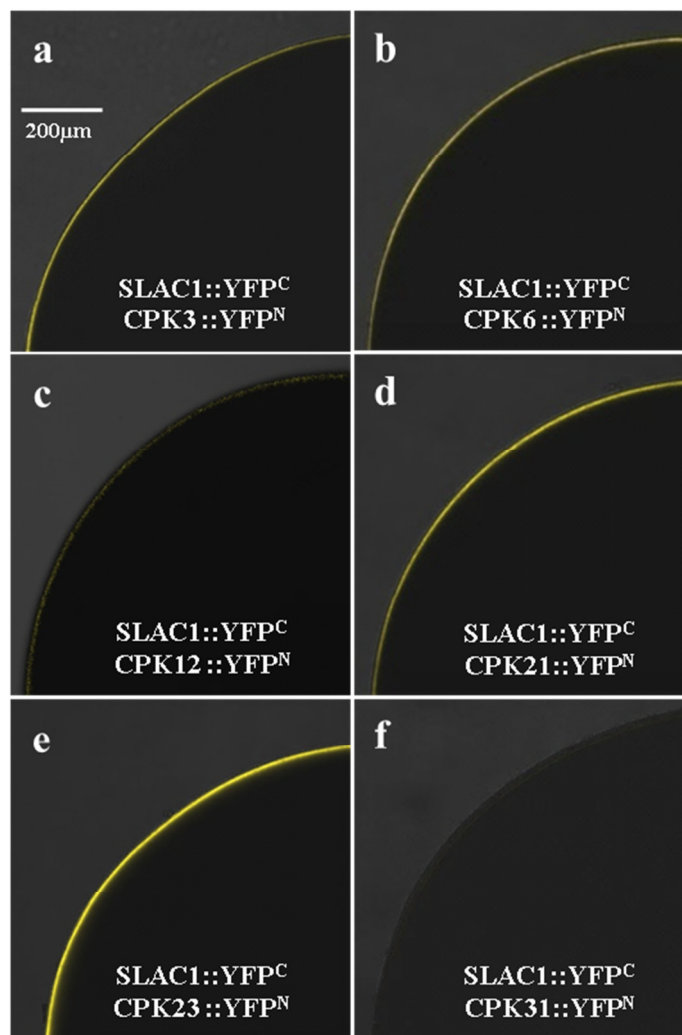 a
b
200µm
SLAC1::YFPᶜ
CPK3::YFPᴺ
SLAC1::YFPᶜ
CPK6::YFPᴺ
c
d
SLAC1::YFPᶜ
CPK12::YFPᴺ
SLAC1::YFPᶜ
CPK21::YFPᴺ
e
f
SLAC1::YFPᶜ
CPK23::YFPᴺ
SLAC1::YFPᶜ
CPK31::YFPᴺ